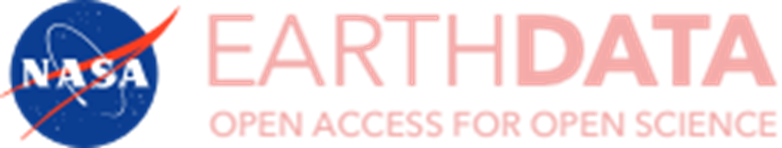 NASA
EARTHDATA
OPEN ACCESS FOR OPEN SCIENCE